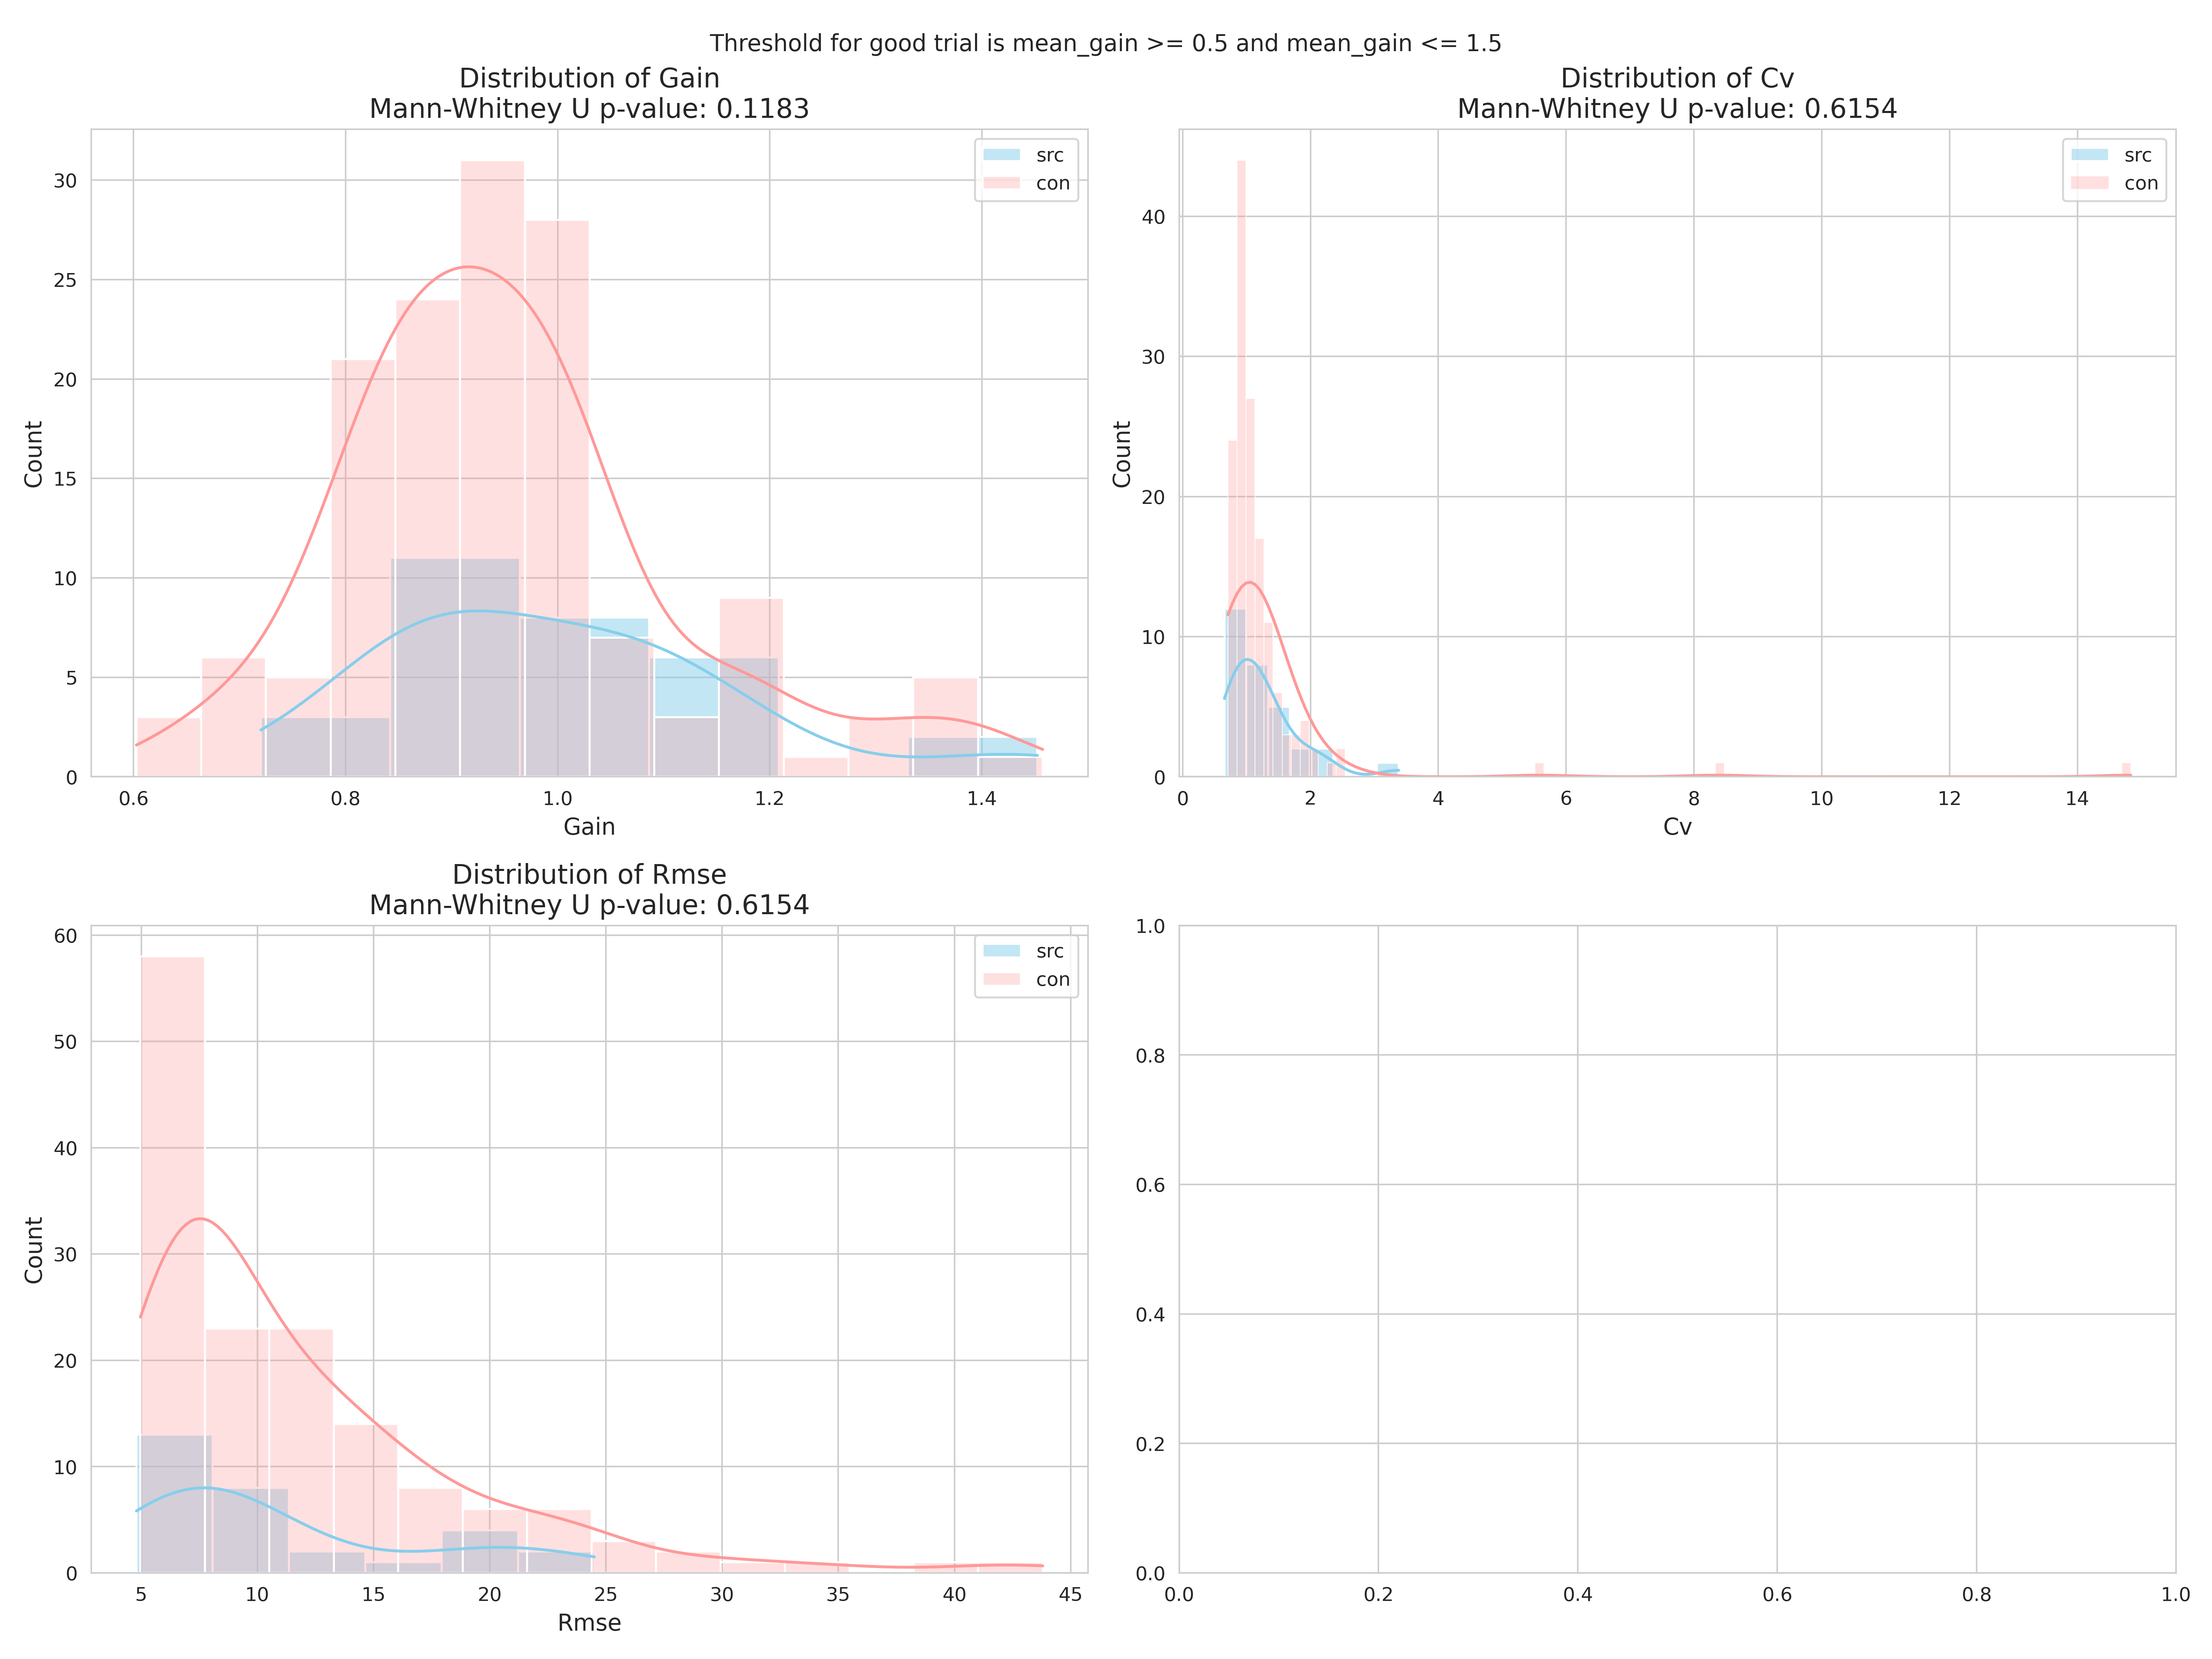 Threshold for good trial is mean_gain >= 0.5 and mean_gain <= 1.5
Distribution of Gain
Mann-Whitney U p-value: 0.1183
src
con
30
25
20
15
10
5
0
Count
0.6
0.8
1.0
1.2
1.4
Gain
Distribution of Cv
Mann-Whitney U p-value: 0.6154
src
con
40
30
20
10
0
Count
0
2
4
6
8
10
12
14
Cv
Distribution of Rmse
Mann-Whitney U p-value: 0.6154
src
con
60
50
40
30
20
10
0
Count
5
10
15
20
25
30
35
40
45
Rmse
1.0
0.8
0.6
0.4
0.2
0.0
0.0
0.2
0.4
0.6
0.8
1.0